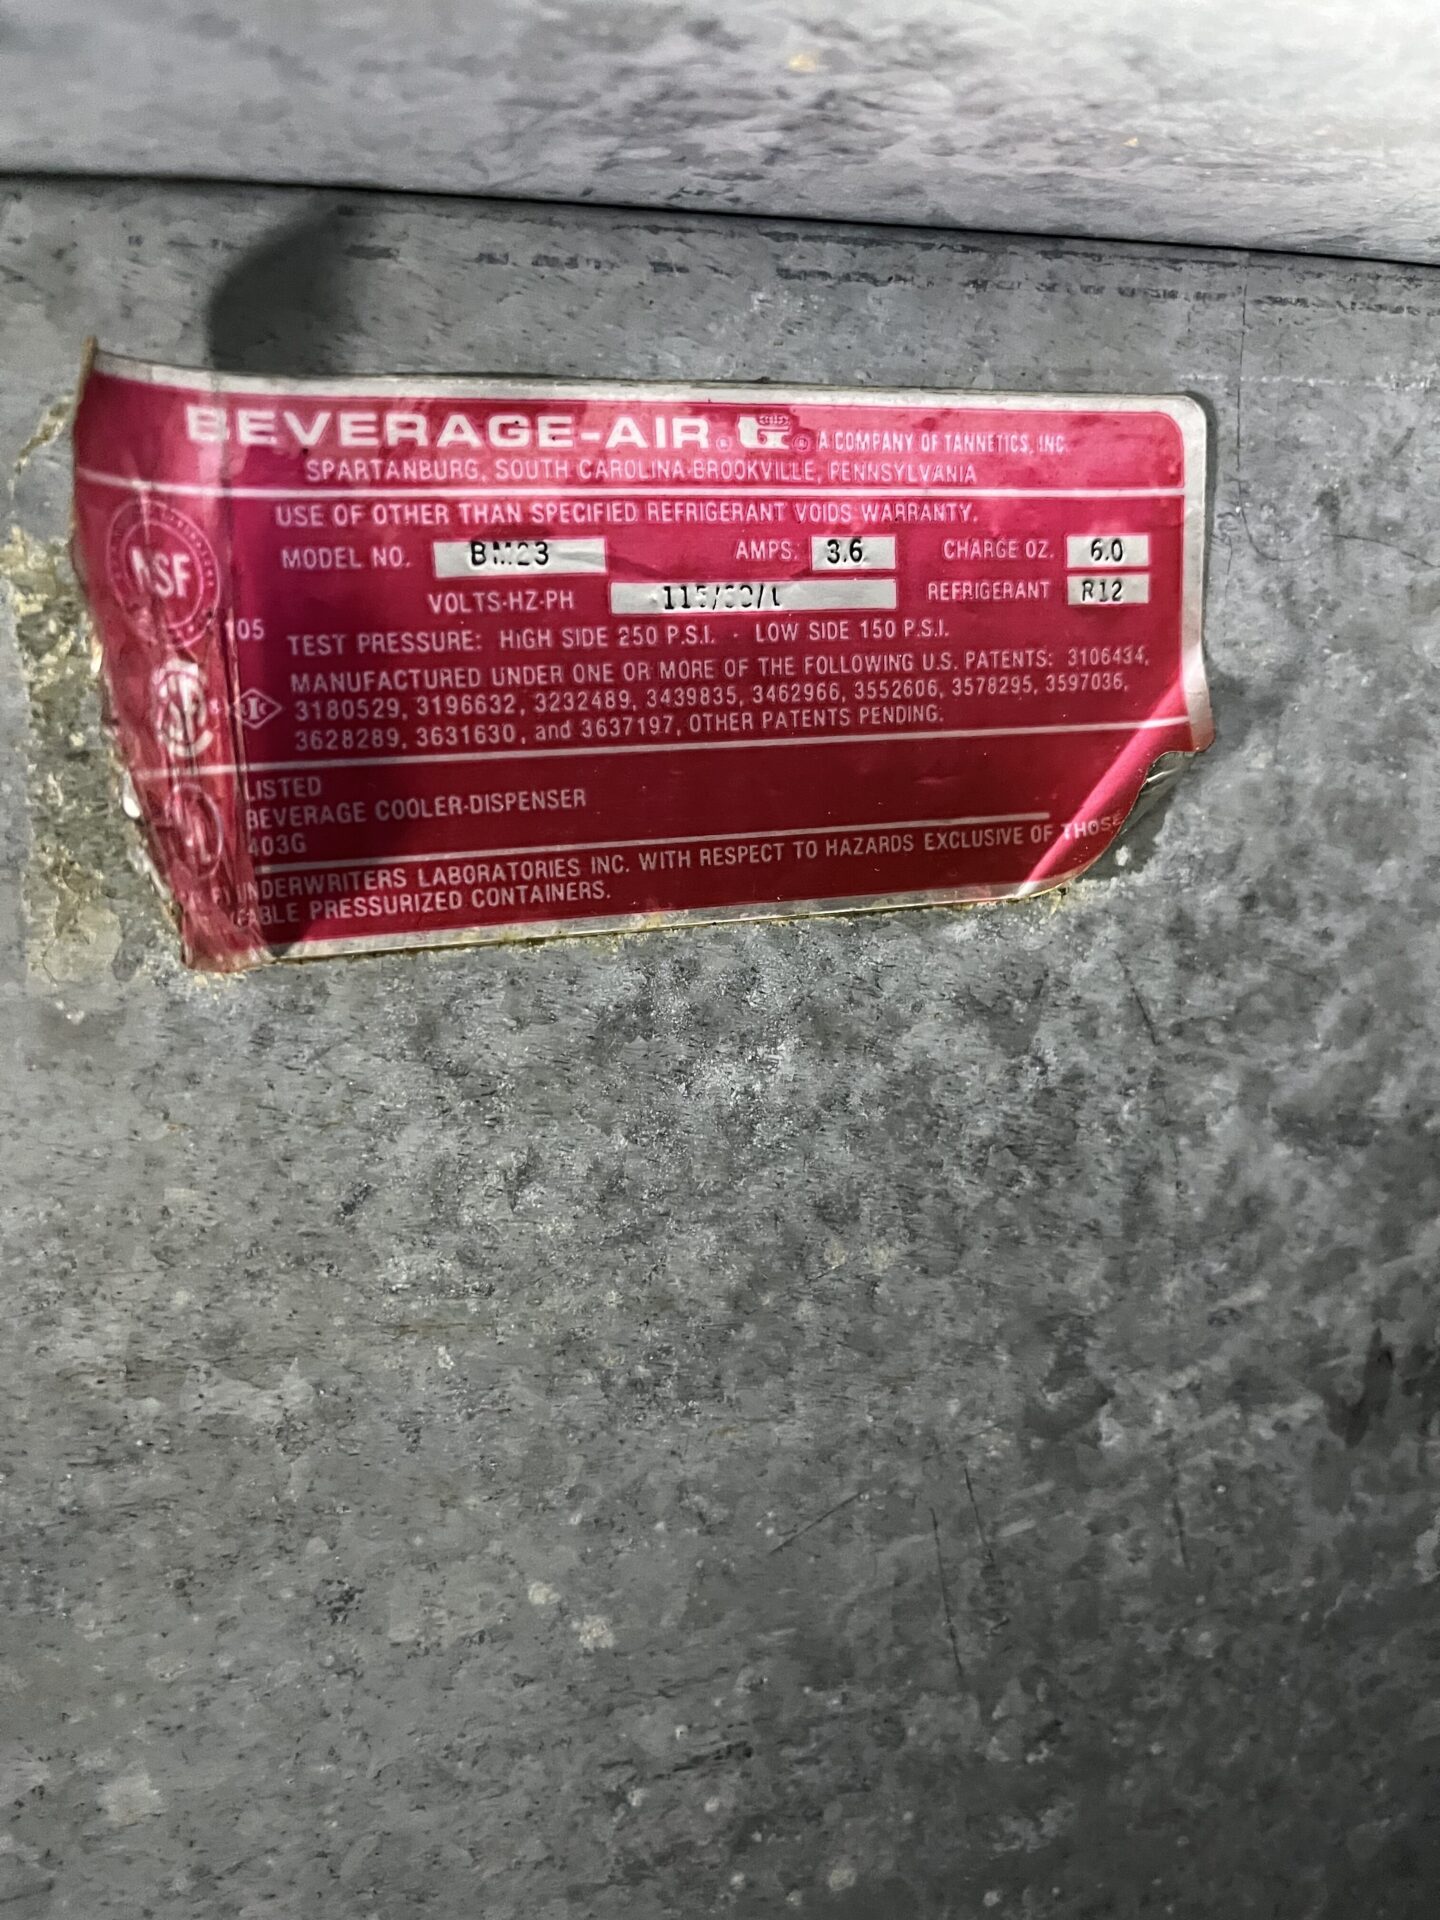 BEVERAGE-AIR ® ® A COMPANY OF TANNETICS, INC.
SPARTANBURG, SOUTH CAROLINA-BROOKVILLE, PENNSYLVANIA
USE OF OTHER THAN SPECIFIED REFRIGERANT VOIDS WARRANTY.
NSF
MODEL NO. BM23 AMPS. 3.6 CHARGE OZ. 6.0
VOLTS-HZ-PH REFRIGERANT R12
105 TEST PRESSURE: HIGH SIDE 250 P.S.I. - LOW SIDE 150 P.S.I.
MANUFACTURED UNDER ONE OR MORE OF THE FOLLOWING U.S. PATENTS: 3106434,
3180529, 3196632, 3232489, 3439835, 3462966, 3552606, 3578295, 3597036,
3628289, 3631630, and 3637197, OTHER PATENTS PENDING.
LISTED
BEVERAGE COOLER-DISPENSER
403G
UNDERWRITERS LABORATORIES INC. WITH RESPECT TO HAZARDS EXCLUSIVE OF THOSE
PRESSURIZED CONTAINERS.